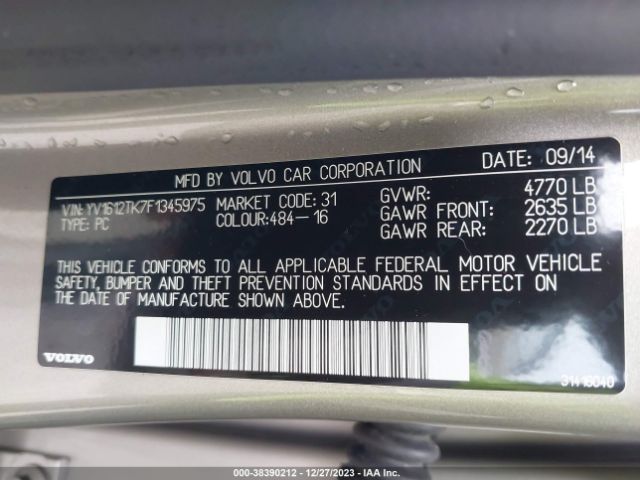 MFD BY VOLVO CAR CORPORATION DATE: 09/14
VIN: YV1612TK7F1345975 MARKET CODE: 31 GVWR: 4770 LB
TYPE: PC COLOUR: 484-16 GAWR FRONT: 2635 LB
GAWR REAR: 2270 LB
THIS VEHICLE CONFORMS TO ALL APPLICABLE FEDERAL MOTOR VEHICLE
SAFETY, BUMPER AND THEFT PREVENTION STANDARDS IN EFFECT ON
THE DATE OF MANUFACTURE SHOWN ABOVE.
VOLVO
31416040
000-38390212 - 12/27/2023 - IAA Inc.